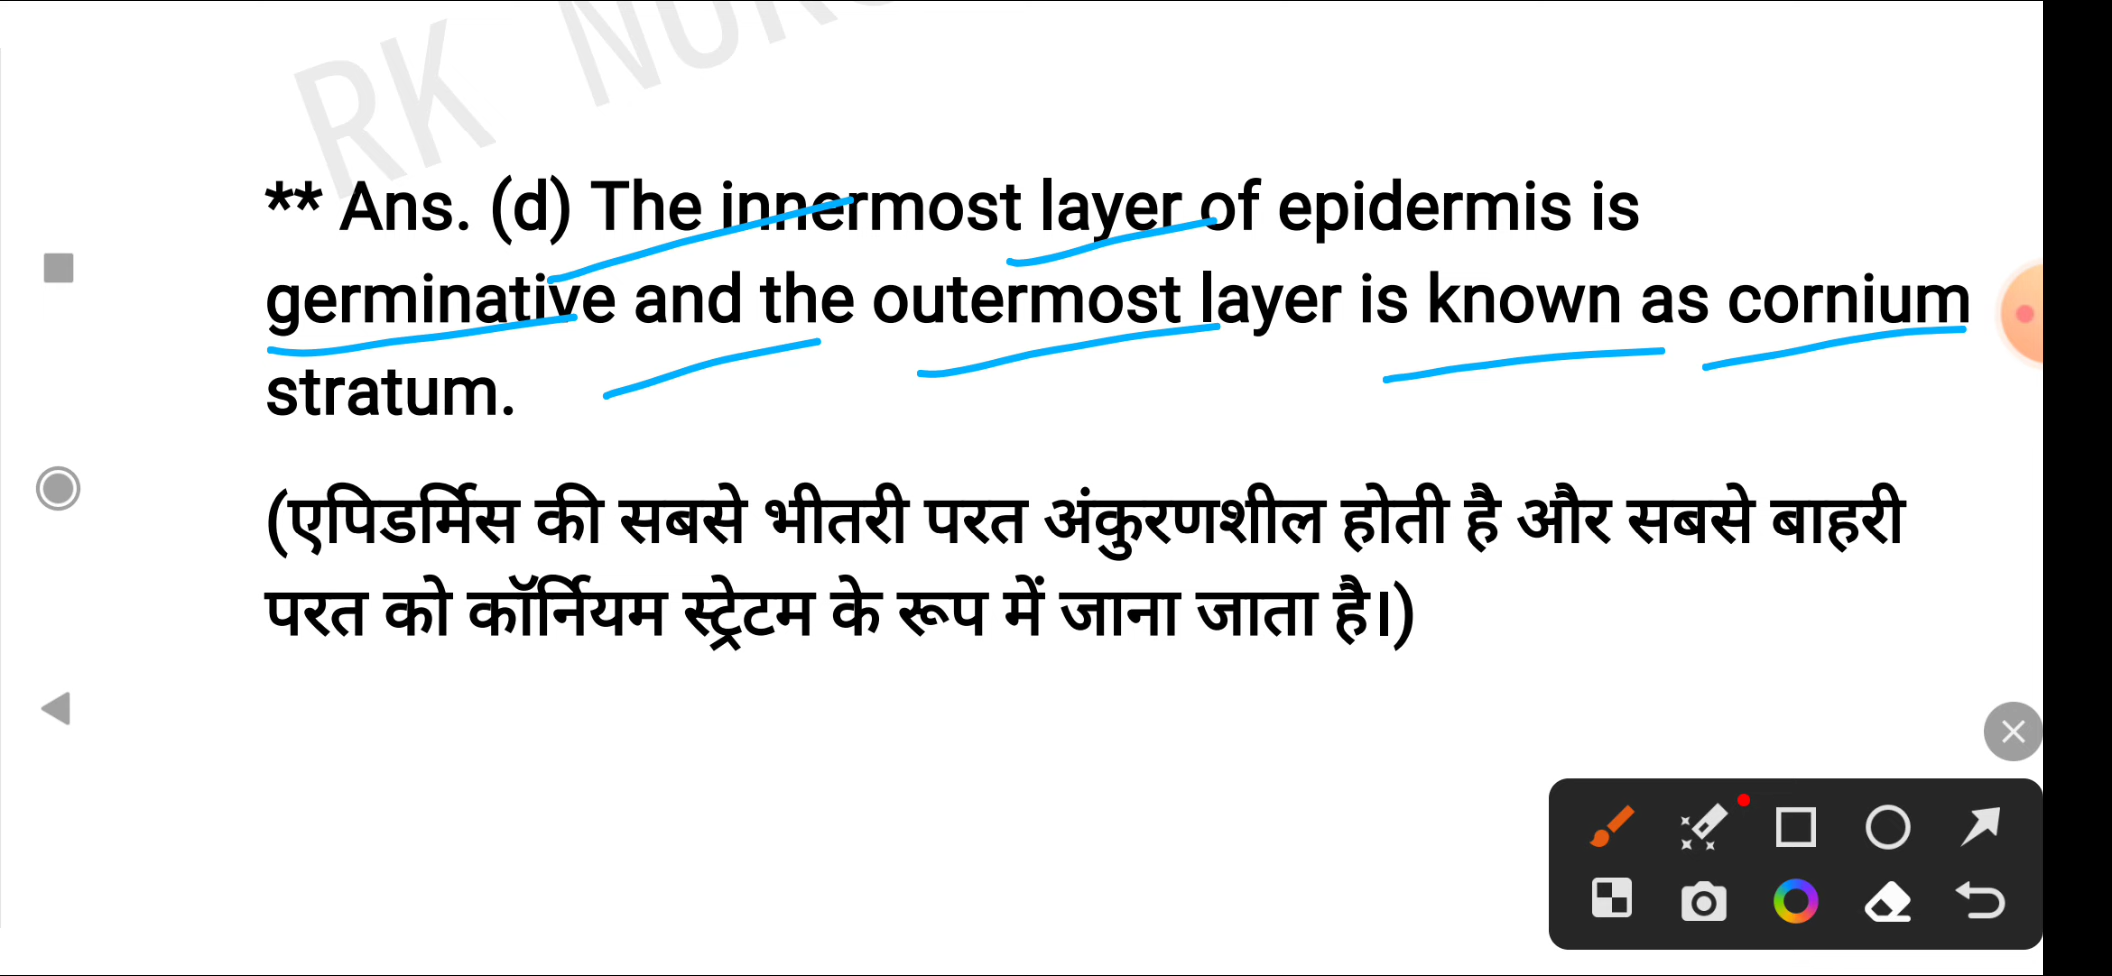 RK
** Ans. (d) The innermost layer of epidermis is
germinative and the outermost layer is known as cornium
stratum.
(एपिडर्मिस की सबसे भीतरी परत अंकुरणशील होती है और सबसे बाहरी
परत को कॉर्नियम स्ट्रेटम के रूप में जाना जाता है।)